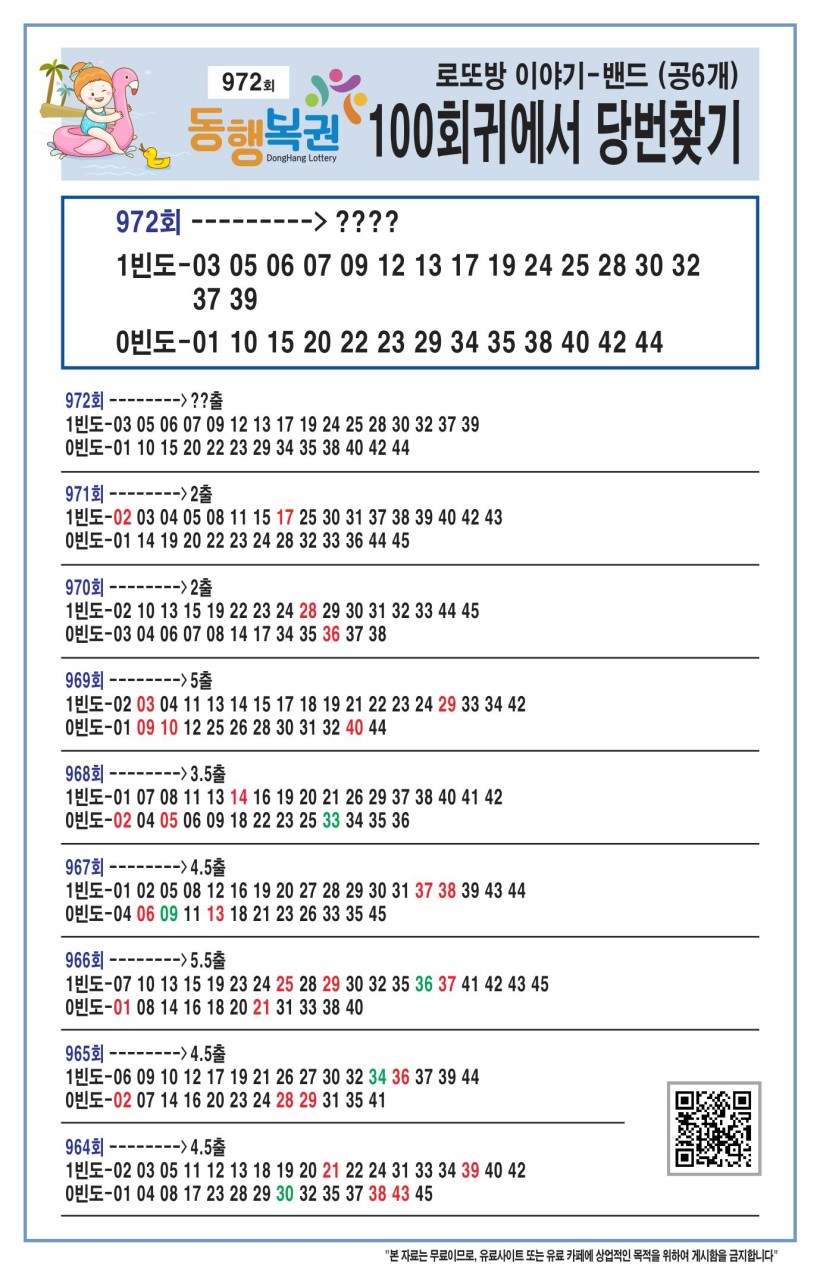 972회
로또방 이야기-밴드 (공6개)
동행복권
DongHang Lottery
100회귀에서 당번찾기
972회 ---------> ????
1빈도-03 05 06 07 09 12 13 17 19 24 25 28 30 32
37 39
0빈도-01 10 15 20 22 23 29 34 35 38 40 42 44
972회 -------->??출
1빈도-03 05 06 07 09 12 13 17 19 24 25 28 30 32 37 39
0빈도-01 10 15 20 22 23 29 34 35 38 40 42 44
971회 -------->2출
1빈도-02 03 04 05 08 11 15 17 25 30 31 37 38 39 40 42 43
0빈도-01 14 19 20 22 23 24 28 32 33 36 44 45
970회 -------->2출
1빈도-02 10 13 15 19 22 23 24 28 29 30 31 32 33 44 45
0빈도-03 04 06 07 08 14 17 34 35 36 37 38
969회 -------->5출
1빈도-02 03 04 11 13 14 15 17 18 19 21 22 23 24 29 33 34 42
0빈도-01 09 10 12 25 26 28 30 31 32 40 44
968회 -------->3.5출
1빈도-01 07 08 11 13 14 16 19 20 21 26 29 37 38 40 41 42
0빈도-02 04 05 06 09 18 22 23 25 33 34 35 36
967회 -------->4.5출
1빈도-01 02 05 08 12 16 19 20 27 28 29 30 31 37 38 39 43 44
0빈도-04 06 09 11 13 18 21 23 26 33 35 45
966회 -------->5.5출
1빈도-07 10 13 15 19 23 24 25 28 29 30 32 35 36 37 41 42 43 45
0빈도-01 08 14 16 18 20 21 31 33 38 40
965회 -------->4.5출
1빈도-06 09 10 12 17 19 21 26 27 30 32 34 36 37 39 44
0빈도-02 07 14 16 20 23 24 28 29 31 35 41
964회 -------->4.5출
1빈도-02 03 05 11 12 13 18 19 20 21 22 24 31 33 34 39 40 42
0빈도-01 04 08 17 23 28 29 30 32 35 37 38 43 45
"본 자료는 무료이므로, 유료사이트 또는 유료 카페에 상업적인 목적을 위하여 게시함을 금지합니다"